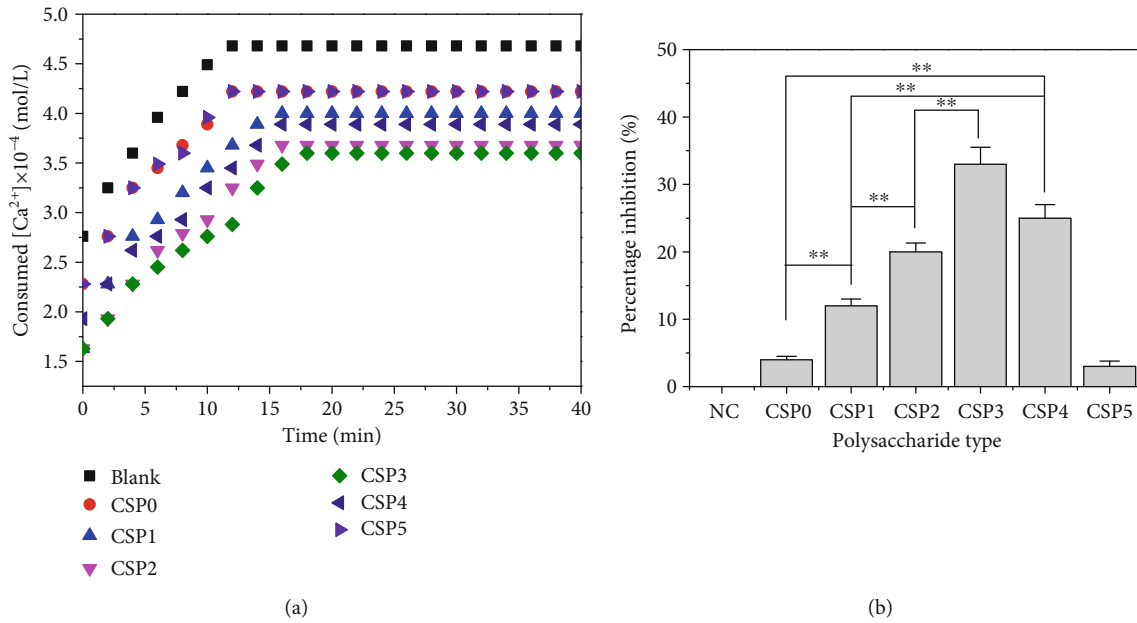 5.0
4.5
4.0
3.5
3.0
2.5
2.0
1.5
Consumed [Ca²⁺]×10⁻⁴ (mol/L)
0 5 10 15 20 25 30 35 40
Time (min)
Blank
CSP0
CSP1
CSP2
CSP3
CSP4
CSP5
(a)
50
40
30
20
10
0
Percentage inhibition (%)
**
**
**
**
**
NC CSP0 CSP1 CSP2 CSP3 CSP4 CSP5
Polysaccharide type
(b)